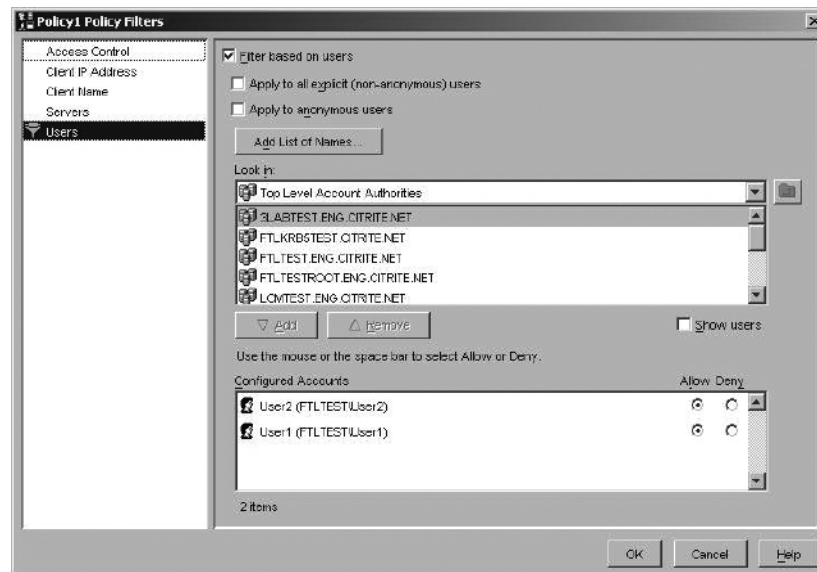 Policy1 Policy Filters
Access Control
Client IP Address
Client Name
Servers
Users
Filter based on users
Apply to all explicit (non-anonymous) users
Apply to anonymous users
Add List of Names...
Look in:
Top Level Account Authorities
3LABTEST.ENG.CITRITE.NET
FTLKRB5TEST.CITRITE.NET
FTLTEST.ENG.CITRITE.NET
FTLTESTROOT.ENG.CITRITE.NET
LCMTEST.ENG.CITRITE.NET
Add Remove Show users
Use the mouse or the space bar to select Allow or Deny.
Configured Accounts Allow Deny
User2 (FTLTEST\User2)
User1 (FTLTEST\User1)
2 items
OK Cancel Help